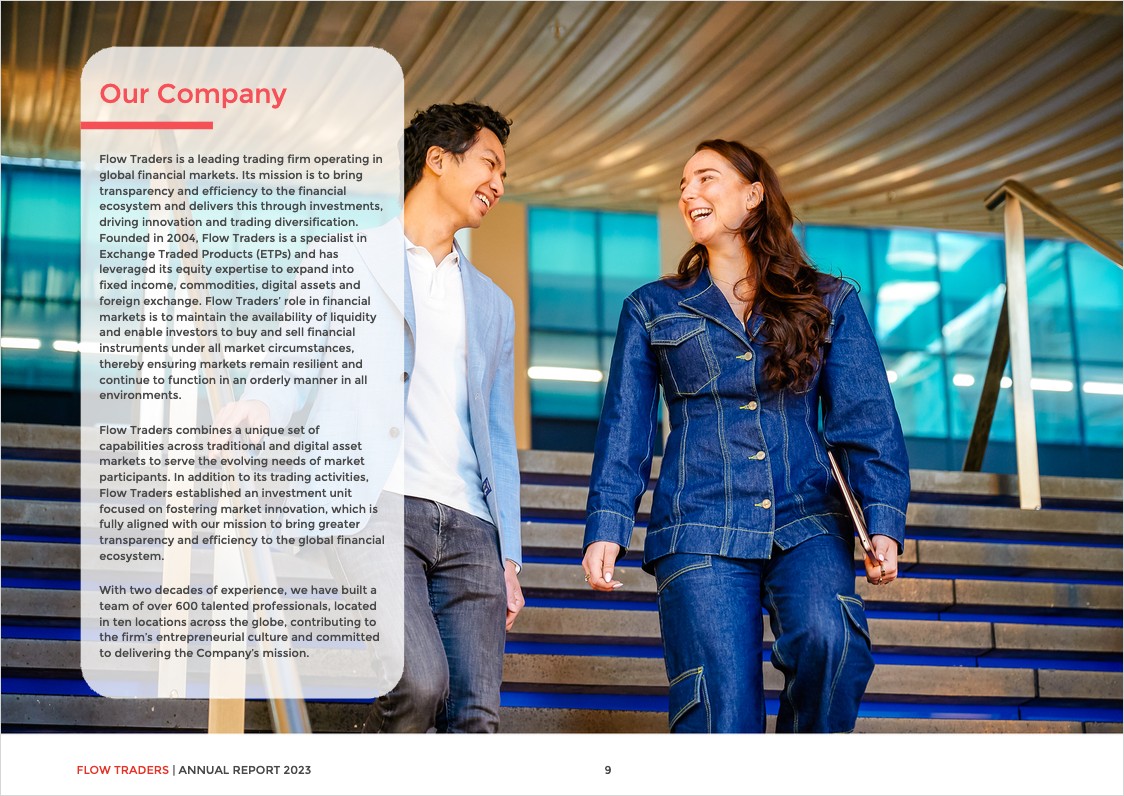 Our Company
Flow Traders is a leading trading firm operating in
global financial markets. Its mission is to bring
transparency and efficiency to the financial
ecosystem and delivers this through investments,
driving innovation and trading diversification.
Founded in 2004, Flow Traders is a specialist in
Exchange Traded Products (ETPs) and has
leveraged its equity expertise to expand into
fixed income, commodities, digital assets and
foreign exchange. Flow Traders' role in financial
markets is to maintain the availability of liquidity
and enable investors to buy and sell financial
instruments under all market circumstances,
thereby ensuring markets remain resilient and
continue to function in an orderly manner in all
environments.
Flow Traders combines a unique set of
capabilities across traditional and digital asset
markets to serve the evolving needs of market
participants. In addition to its trading activities,
Flow Traders established an investment unit
focused on fostering market innovation, which is
fully aligned with our mission to bring greater
transparency and efficiency to the global financial
ecosystem.
With two decades of experience, we have built a
team of over 600 talented professionals, located
in ten locations across the globe, contributing to
the firm's entrepreneurial culture and committed
to delivering the Company's mission.
FLOW TRADERS | ANNUAL REPORT 2023
9